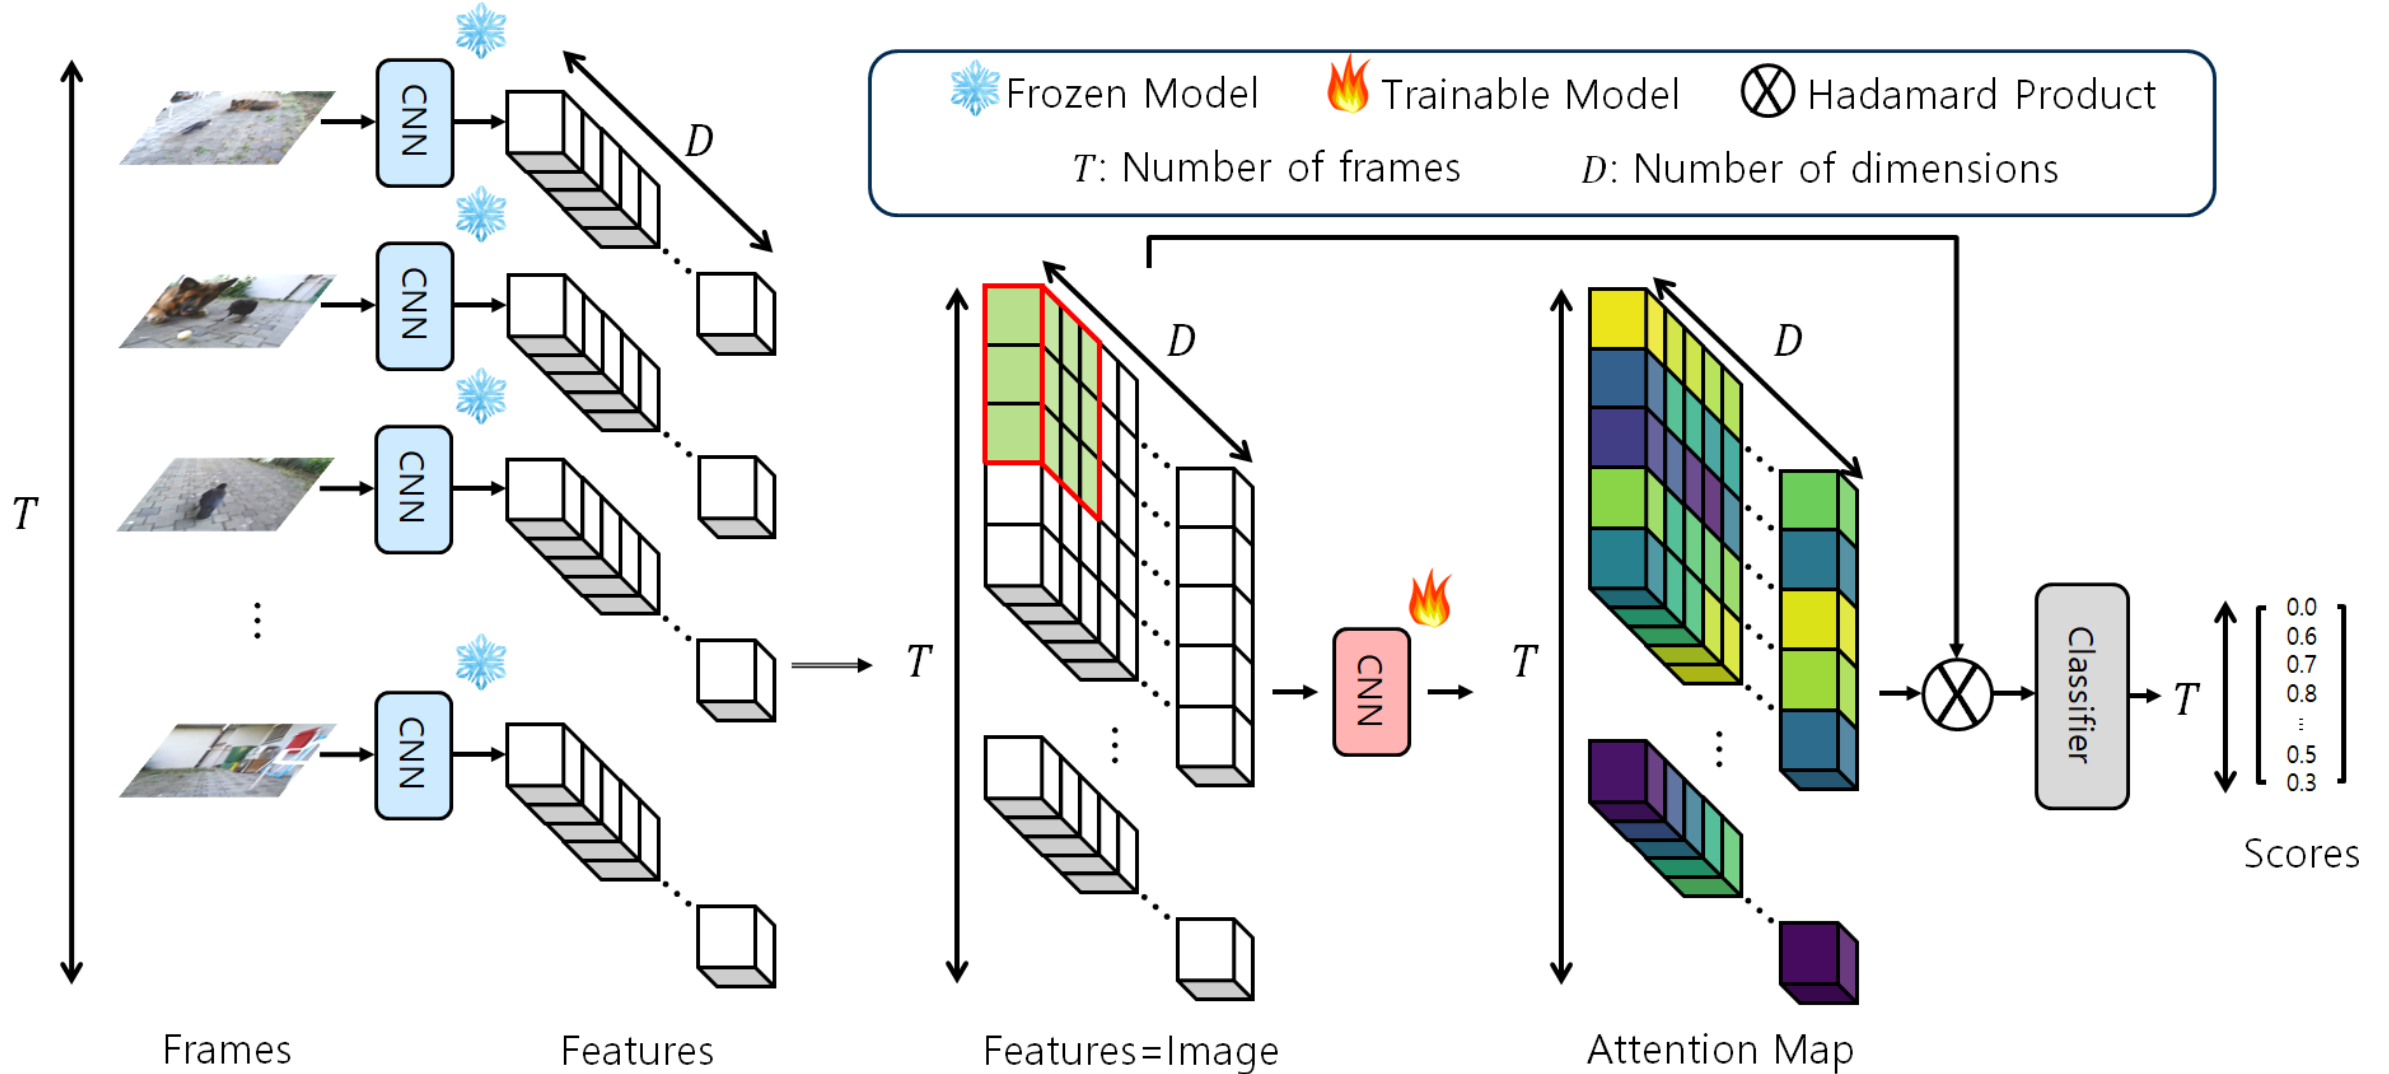 Frozen Model
Trainable Model
Hadamard Product
T: Number of frames
D: Number of dimensions
T
CNN
CNN
CNN
CNN
D
T
D
CNN
T
D
Classifier
T
0.0
0.6
0.7
0.8
⋮
0.5
0.3
Scores
Frames
Features
Features=Image
Attention Map